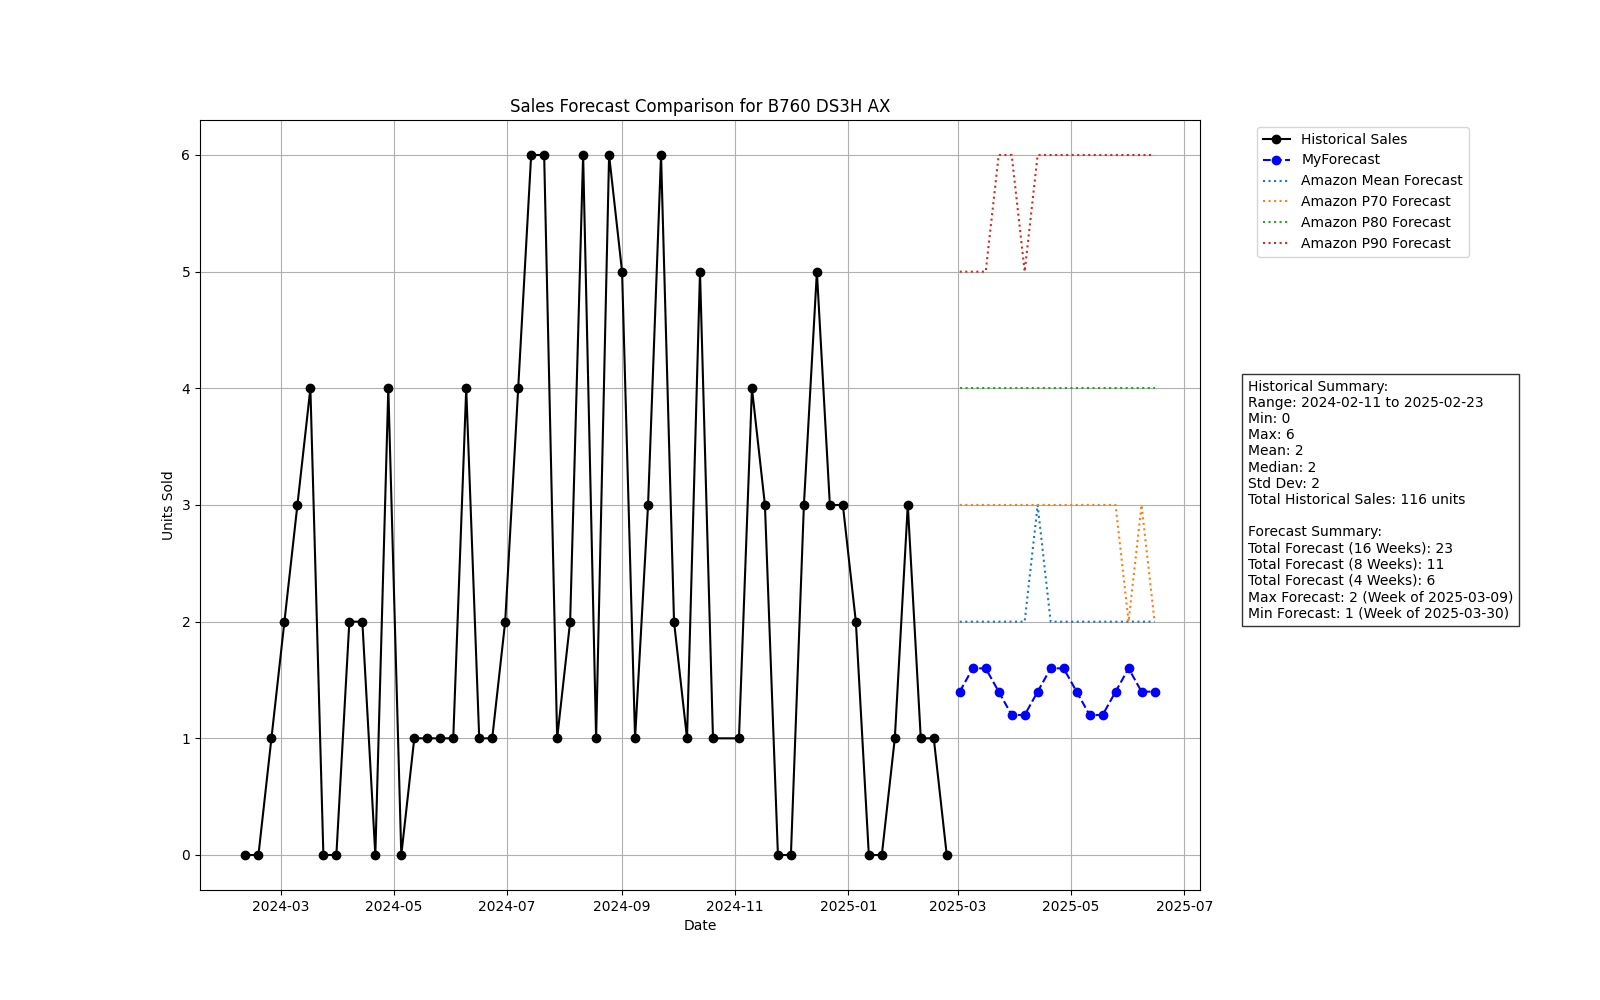 Sales Forecast Comparison for B760 DS3H AX
Historical Sales
MyForecast
Amazon Mean Forecast
Amazon P70 Forecast
Amazon P80 Forecast
Amazon P90 Forecast
6
5
4
3
2
1
0
Units Sold
2024-03
2024-05
2024-07
2024-09
2024-11
2025-01
2025-03
2025-05
2025-07
Date
Historical Summary:
Range: 2024-02-11 to 2025-02-23
Min: 0
Max: 6
Mean: 2
Median: 2
Std Dev: 2
Total Historical Sales: 116 units
Forecast Summary:
Total Forecast (16 Weeks): 23
Total Forecast (8 Weeks): 11
Total Forecast (4 Weeks): 6
Max Forecast: 2 (Week of 2025-03-09)
Min Forecast: 1 (Week of 2025-03-30)